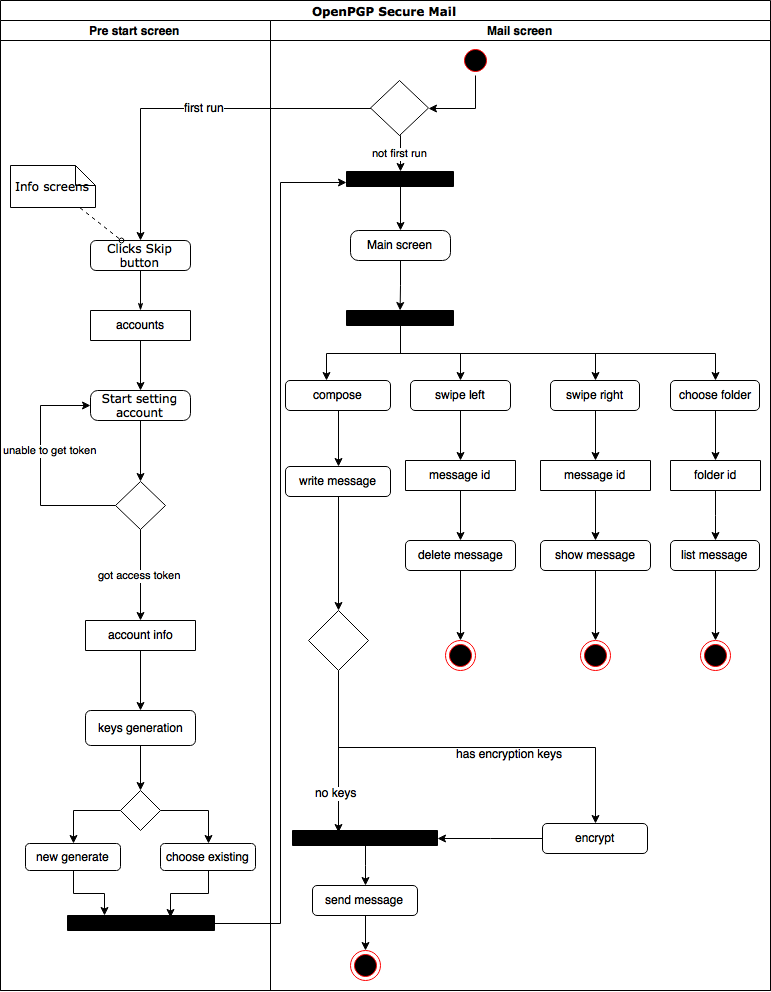 OpenPGP Secure Mail
Pre start screen
Mail screen
first run
not first run
Info screens
Clicks Skip
button
Main screen
accounts
Start setting
account
unable to get token
got access token
account info
keys generation
new generate
choose existing
compose
swipe left
swipe right
choose folder
write message
message id
message id
folder id
delete message
show message
list message
has encryption keys
no keys
encrypt
send message